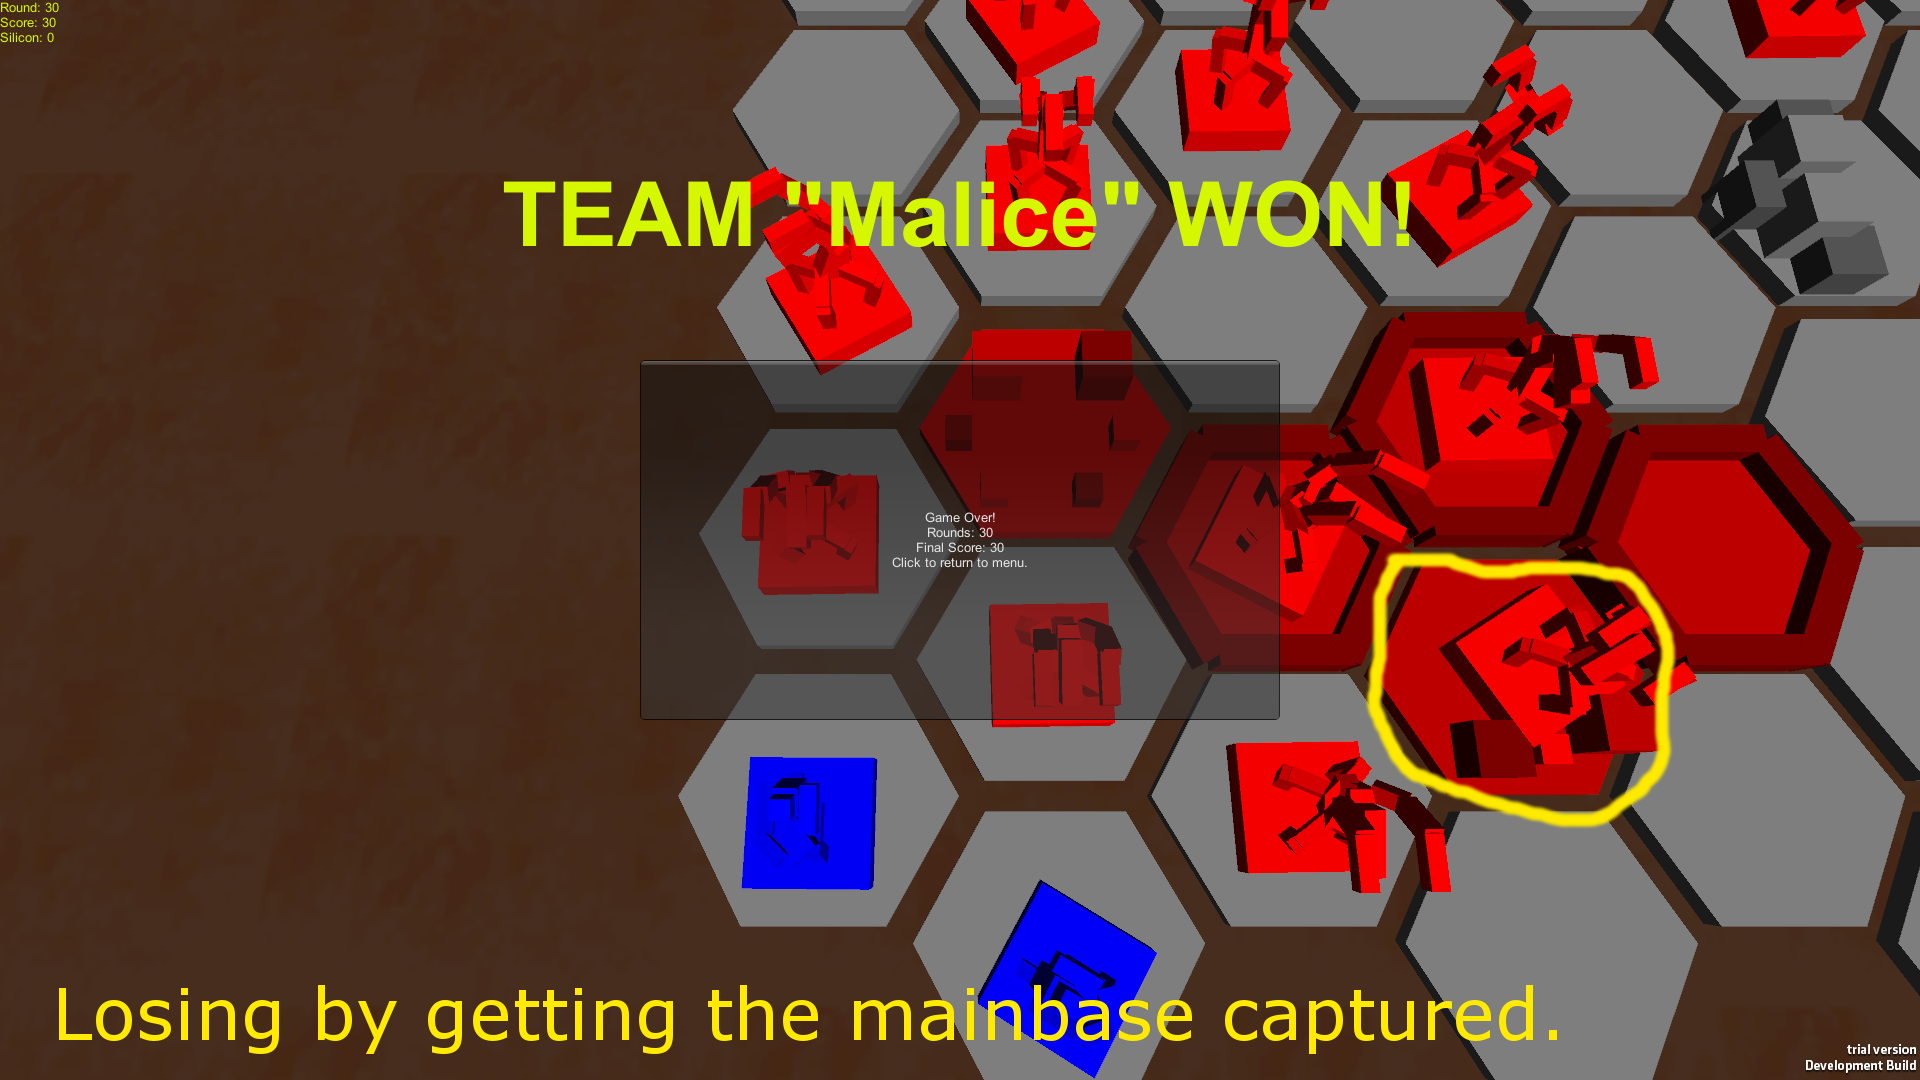 Round: 30
Score: 30
Silicon: 0
TEAM "Malice" WON!
Game Over!
Rounds: 30
Final Score: 30
Click to return to menu.
Losing by getting the mainbase captured.
trial version
Development Build